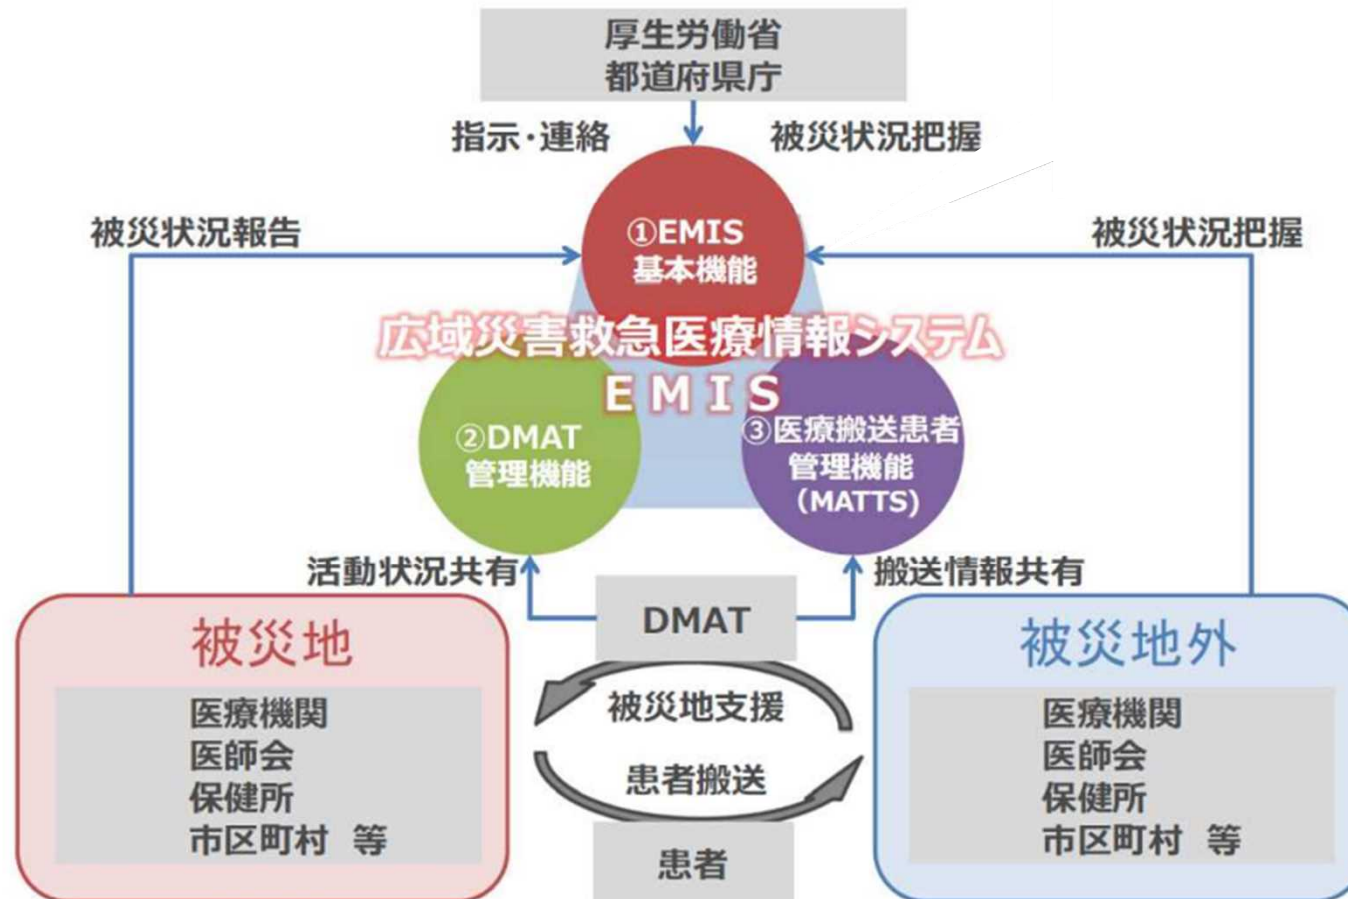 厚生労働省
都道府県庁
指示・連絡
被災状況把握
被災状況報告
被災状況把握
①EMIS
基本機能
広域災害救急医療情報システム
ＥＭＩＳ
②DMAT
管理機能
③医療搬送患者
管理機能
（MATTS)
活動状況共有
搬送情報共有
DMAT
被災地
医療機関
医師会
保健所
市区町村 等
被災地支援
患者搬送
患者
被災地外
医療機関
医師会
保健所
市区町村 等